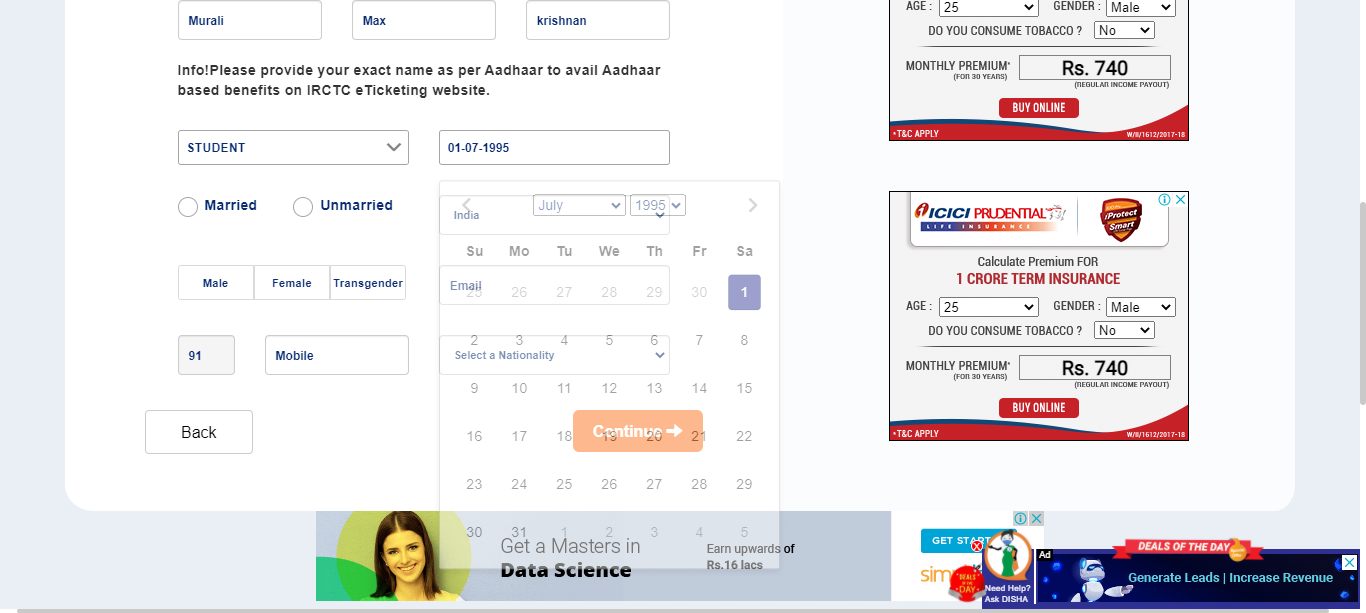 Murali Max krishnan
Info!Please provide your exact name as per Aadhaar to avail Aadhaar
based benefits on IRCTC eTicketing website.
STUDENT 01-07-1995
Married Unmarried
India
July 1995
Su Mo Tu We Th Fr Sa
Male Female Transgender
Email
25 26 27 28 29 30 1
2 3 4 5 6 7 8
91 Mobile
Select a Nationality
9 10 11 12 13 14 15
Back
Continue
16 17 18 19 20 21 22
23 24 25 26 27 28 29
30 31 1 2 3 4 5
AGE : 25 GENDER : Male
DO YOU CONSUME TOBACCO ? No
MONTHLY PREMIUM* Rs. 740
(FOR 30 YEARS) (REGULAR INCOME PAYOUT)
BUY ONLINE
*T&C APPLY W/II/1612/2017-18
ICICI PRUDENTIAL
LIFE INSURANCE
iProtect
Smart
Calculate Premium FOR
1 CRORE TERM INSURANCE
AGE : 25 GENDER : Male
DO YOU CONSUME TOBACCO ? No
MONTHLY PREMIUM* Rs. 740
(FOR 30 YEARS) (REGULAR INCOME PAYOUT)
BUY ONLINE
*T&C APPLY W/II/1612/2017-18
Get a Masters in
Data Science
Earn upwards of
Rs.16 lacs
GET START
simp
DEALS
OF THE
DAY
Need Help?
Ask DISHA
Ad
DEALS OF THE DAY
Generate Leads | Increase Revenue